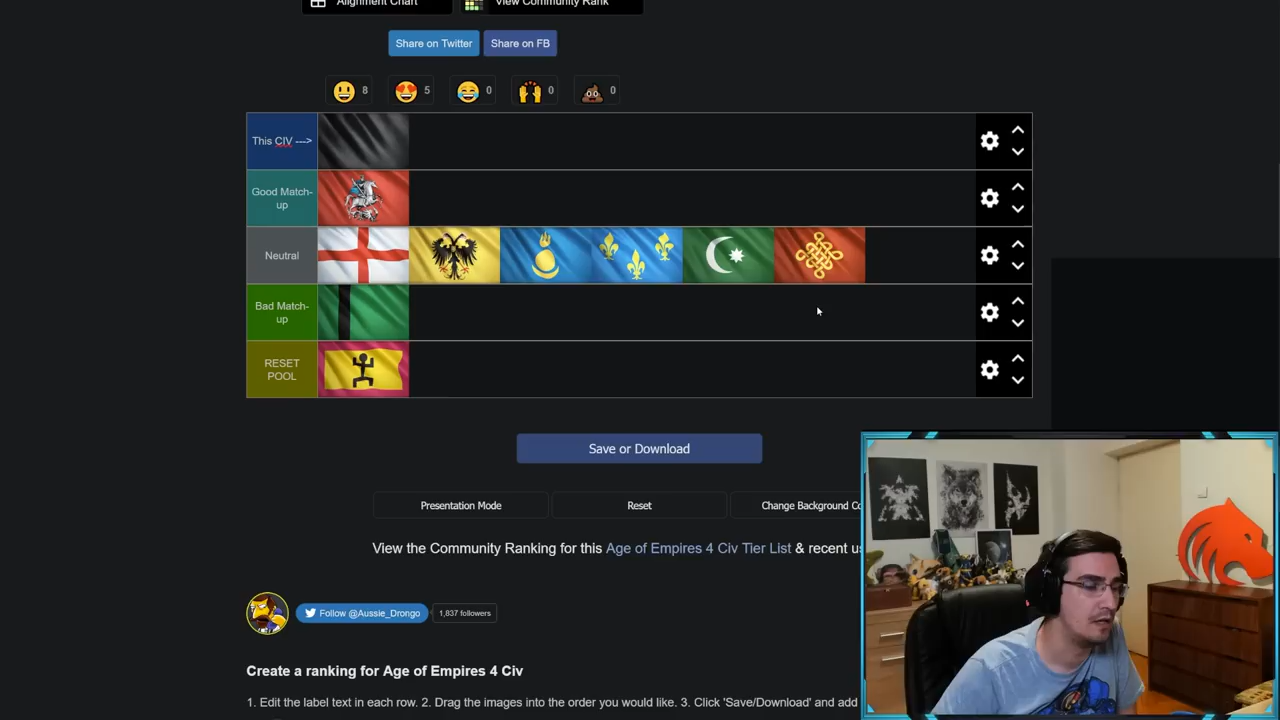 Alignment Chart
View Community Rank
Share on Twitter
Share on FB
8
5
0
0
0
This CIV --->
Good Match-
up
Neutral
Bad Match-
up
RESET
POOL
Save or Download
Presentation Mode
Reset
Change Background Co
View the Community Ranking for this Age of Empires 4 Civ Tier List & recent us
Follow @Aussie_Drongo
1,837 followers
Create a ranking for Age of Empires 4 Civ
1. Edit the label text in each row. 2. Drag the images into the order you would like. 3. Click 'Save/Download' and add